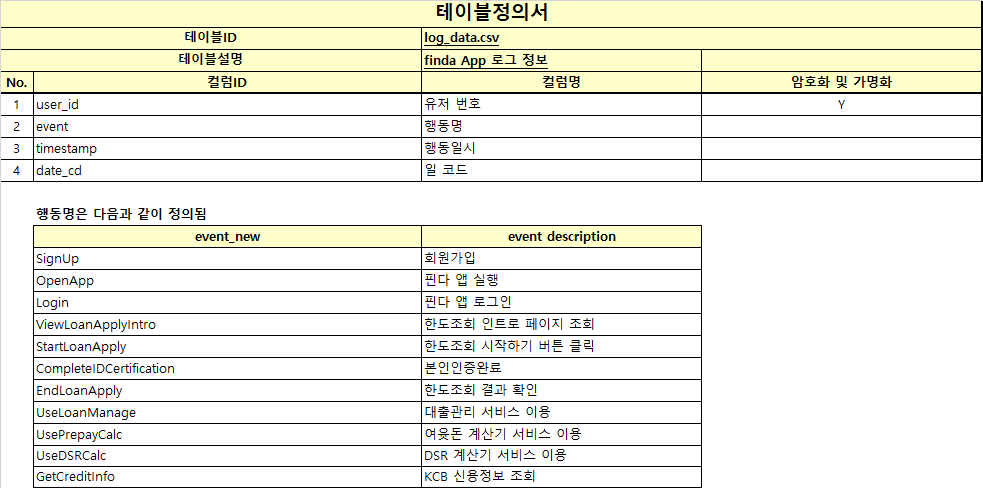 테이블정의서
테이블ID log_data.csv
테이블설명 finda App 로그 정보
No. 컬럼ID 컬럼명 암호화 및 가명화
1 user_id 유저 번호 Y
2 event 행동명
3 timestamp 행동일시
4 date_cd 일 코드
행동명은 다음과 같이 정의됨
event_new event description
SignUp 회원가입
OpenApp 핀다 앱 실행
Login 핀다 앱 로그인
ViewLoanApplyIntro 한도조회 인트로 페이지 조회
StartLoanApply 한도조회 시작하기 버튼 클릭
CompleteIDCertification 본인인증완료
EndLoanApply 한도조회 결과 확인
UseLoanManage 대출관리 서비스 이용
UsePrepayCalc 여윳돈 계산기 서비스 이용
UseDSRCalc DSR 계산기 서비스 이용
GetCreditInfo KCB 신용정보 조회